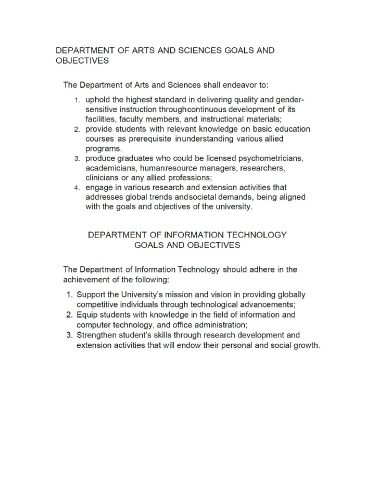 DEPARTMENT OF ARTS AND SCIENCES GOALS AND
OBJECTIVES
The Department of Arts and Sciences shall endeavor to:
1. uphold the highest standard in delivering quality and gender-
sensitive instruction throughcontinuous development of its
facilities, faculty members, and instructional materials;
2. provide students with relevant knowledge on basic education
courses as prerequisite inunderstanding various allied
programs.
3. produce graduates who could be licensed psychometricians,
academicians, humanresource managers, researchers,
clinicians or any allied professions;
4. engage in various research and extension activities that
addresses global trends andsocietal demands, being aligned
with the goals and objectives of the university.
DEPARTMENT OF INFORMATION TECHNOLOGY
GOALS AND OBJECTIVES
The Department of Information Technology should adhere in the
achievement of the following:
1. Support the University's mission and vision in providing globally
competitive individuals through technological advancements;
2. Equip students with knowledge in the field of information and
computer technology, and office administration;
3. Strengthen student's skills through research development and
extension activities that will endow their personal and social growth.